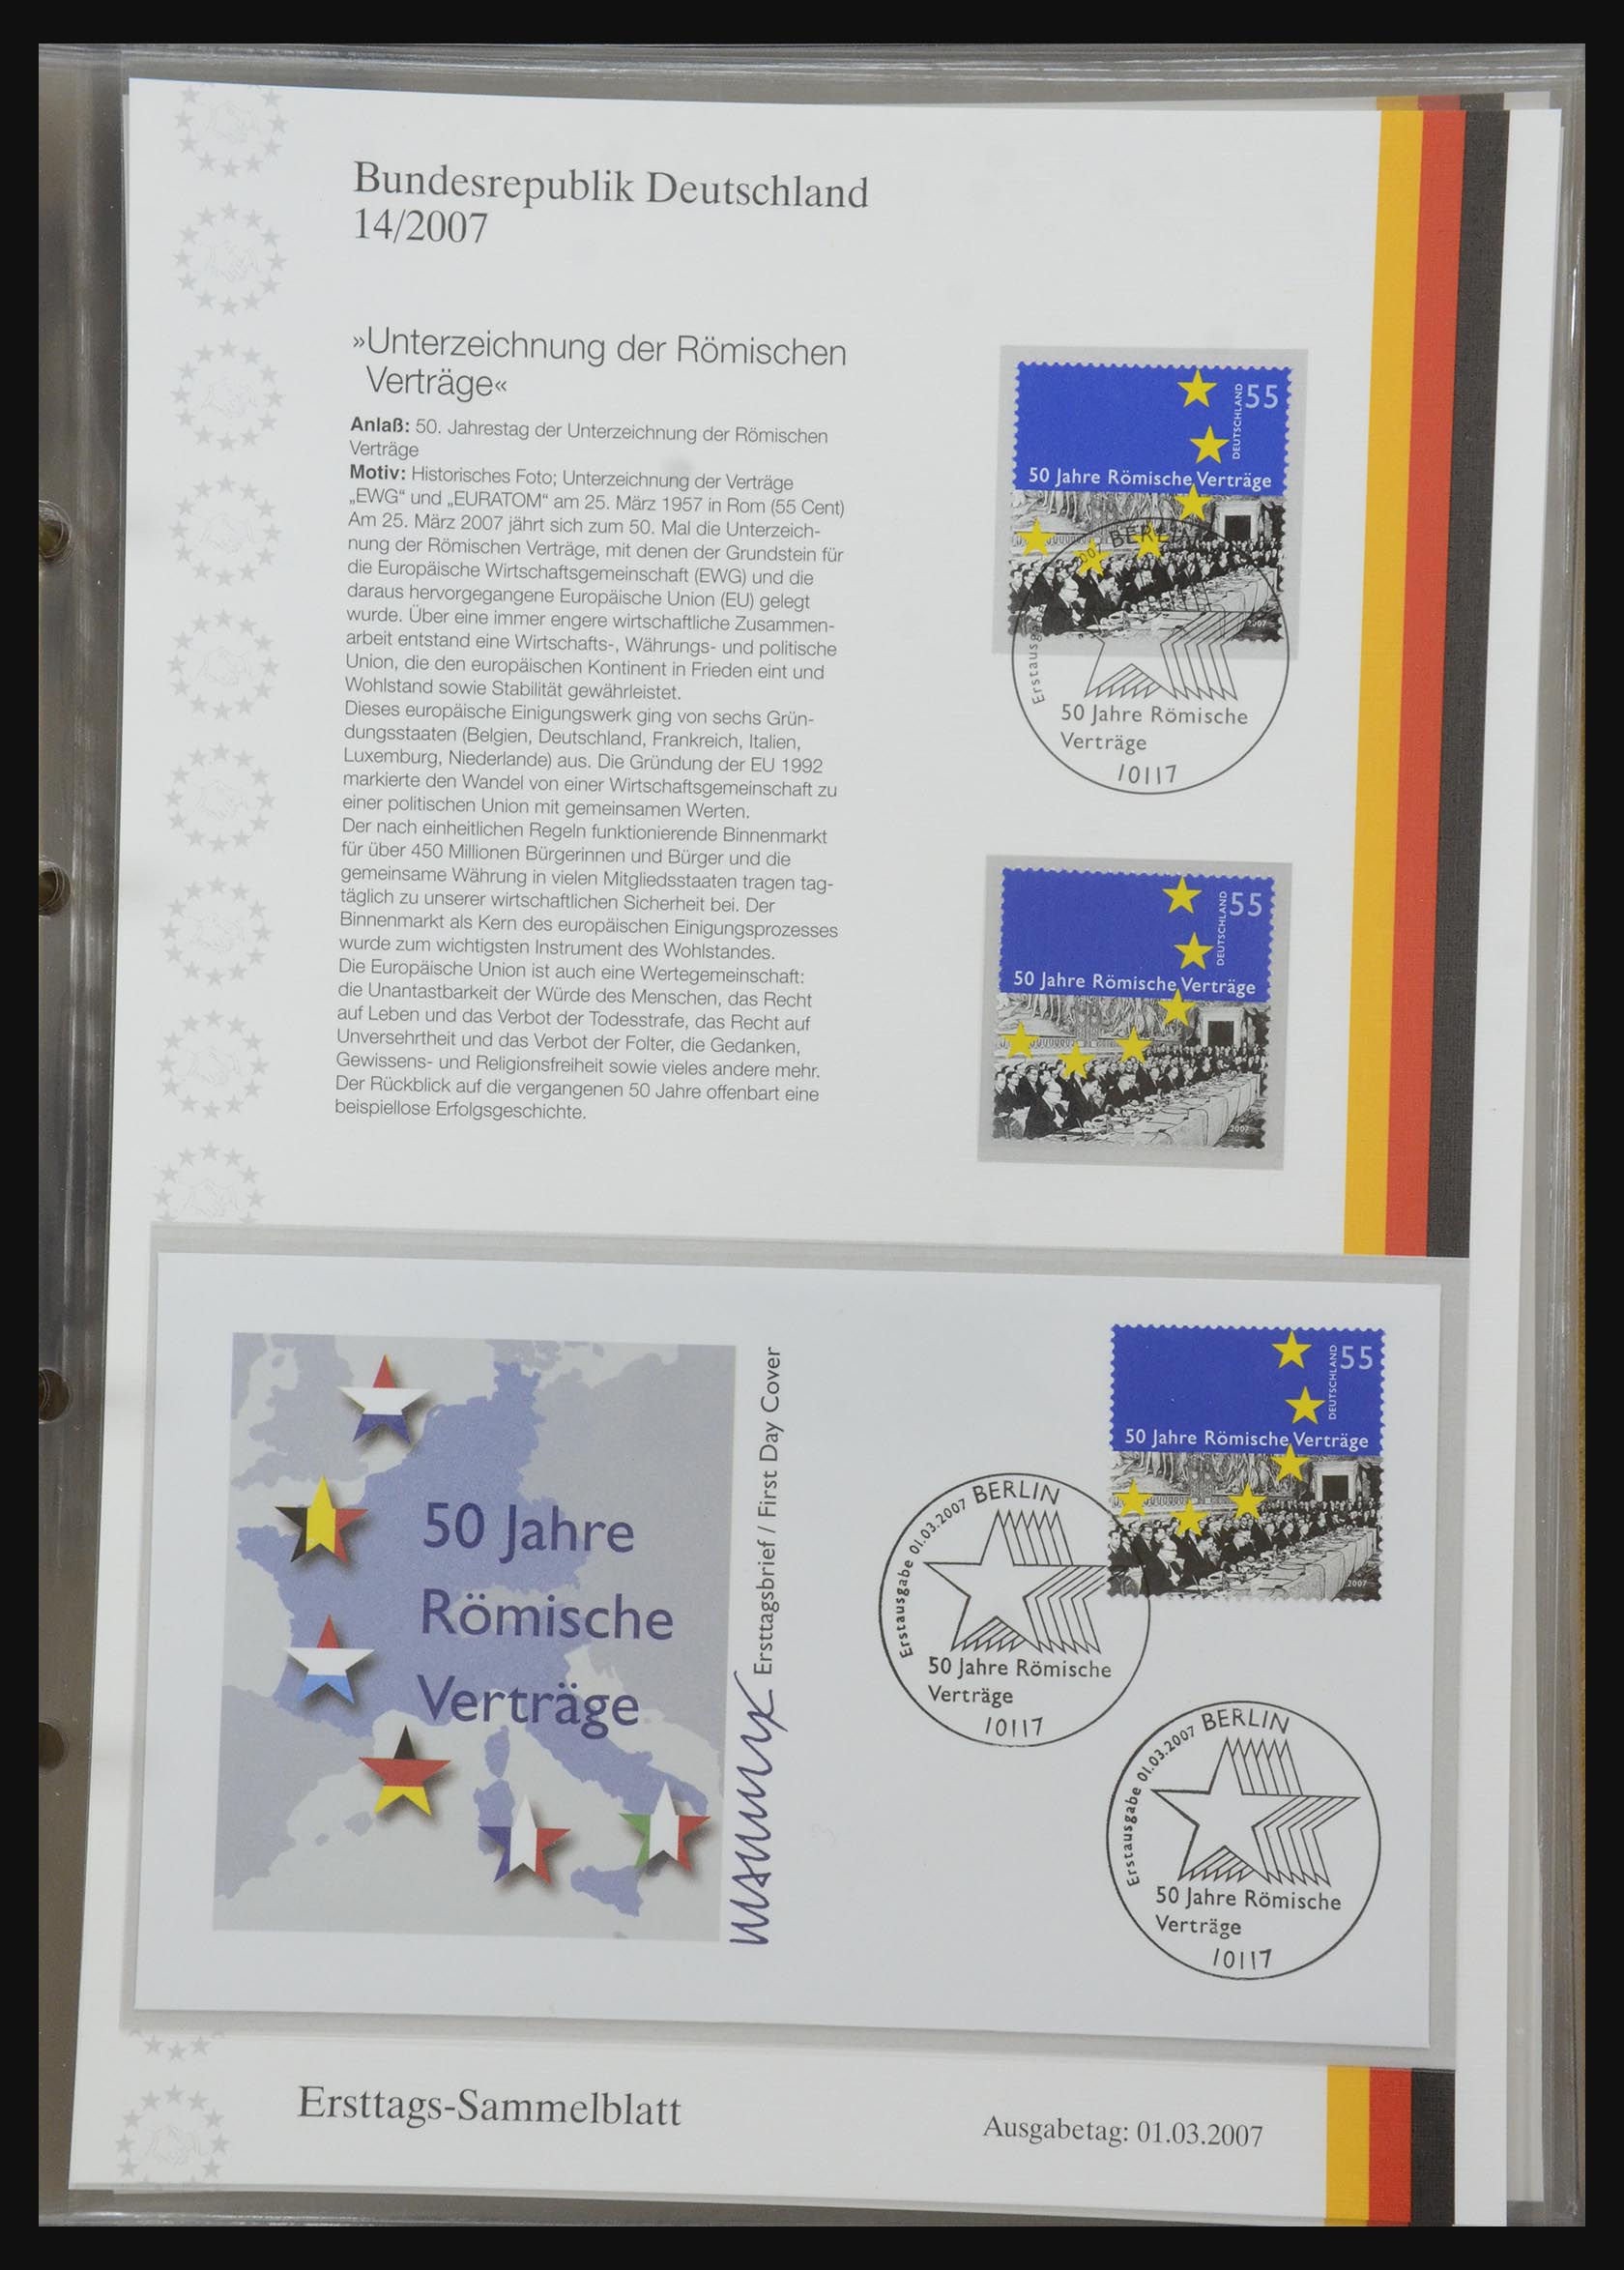 Bundesrepublik Deutschland
14/2007
»Unterzeichnung der Römischen
Verträge«
Anlaß: 50. Jahrestag der Unterzeichnung der Römischen
Verträge
Motiv: Historisches Foto; Unterzeichnung der Verträge
„EWG“ und „EURATOM“ am 25. März 1957 in Rom (55 Cent)
Am 25. März 2007 jährt sich zum 50. Mal die Unterzeich-
nung der Römischen Verträge, mit denen der Grundstein für
die Europäische Wirtschaftsgemeinschaft (EWG) und die
daraus hervorgegangene Europäische Union (EU) gelegt
wurde. Über eine immer engere wirtschaftliche Zusammen-
arbeit entstand eine Wirtschafts-, Währungs- und politische
Union, die den europäischen Kontinent in Frieden eint und
Wohlstand sowie Stabilität gewährleistet.
Dieses europäische Einigungswerk ging von sechs Grün-
dungsstaaten (Belgien, Deutschland, Frankreich, Italien,
Luxemburg, Niederlande) aus. Die Gründung der EU 1992
markierte den Wandel von einer Wirtschaftsgemeinschaft zu
einer politischen Union mit gemeinsamen Werten.
Der nach einheitlichen Regeln funktionierende Binnenmarkt
für über 450 Millionen Bürgerinnen und Bürger und die
gemeinsame Währung in vielen Mitgliedsstaaten tragen tag-
täglich zu unserer wirtschaftlichen Sicherheit bei. Der
Binnenmarkt als Kern des europäischen Einigungsprozesses
wurde zum wichtigsten Instrument des Wohlstandes.
Die Europäische Union ist auch eine Wertegemeinschaft:
die Unantastbarkeit der Würde des Menschen, das Recht
auf Leben und das Verbot der Todesstrafe, das Recht auf
Unversehrtheit und das Verbot der Folter, die Gedanken,
Gewissens- und Religionsfreiheit sowie vieles andere mehr.
Der Rückblick auf die vergangenen 50 Jahre offenbart eine
beispiellose Erfolgsgeschichte.
55
DEUTSCHLAND
50 Jahre Römische Verträge
2007
2007 BERLIN
50 Jahre Römische
Verträge
10117
55
DEUTSCHLAND
50 Jahre Römische Verträge
2007
50 Jahre
Römische
Verträge
Ersttagsbrief / First Day Cover
55
DEUTSCHLAND
50 Jahre Römische Verträge
2007
Erstausgabe 01.03.2007 BERLIN
50 Jahre Römische
Verträge
10117
Erstausgabe 01.03.2007 BERLIN
50 Jahre Römische
Verträge
10117
Ersttags-Sammelblatt
Ausgabetag: 01.03.2007